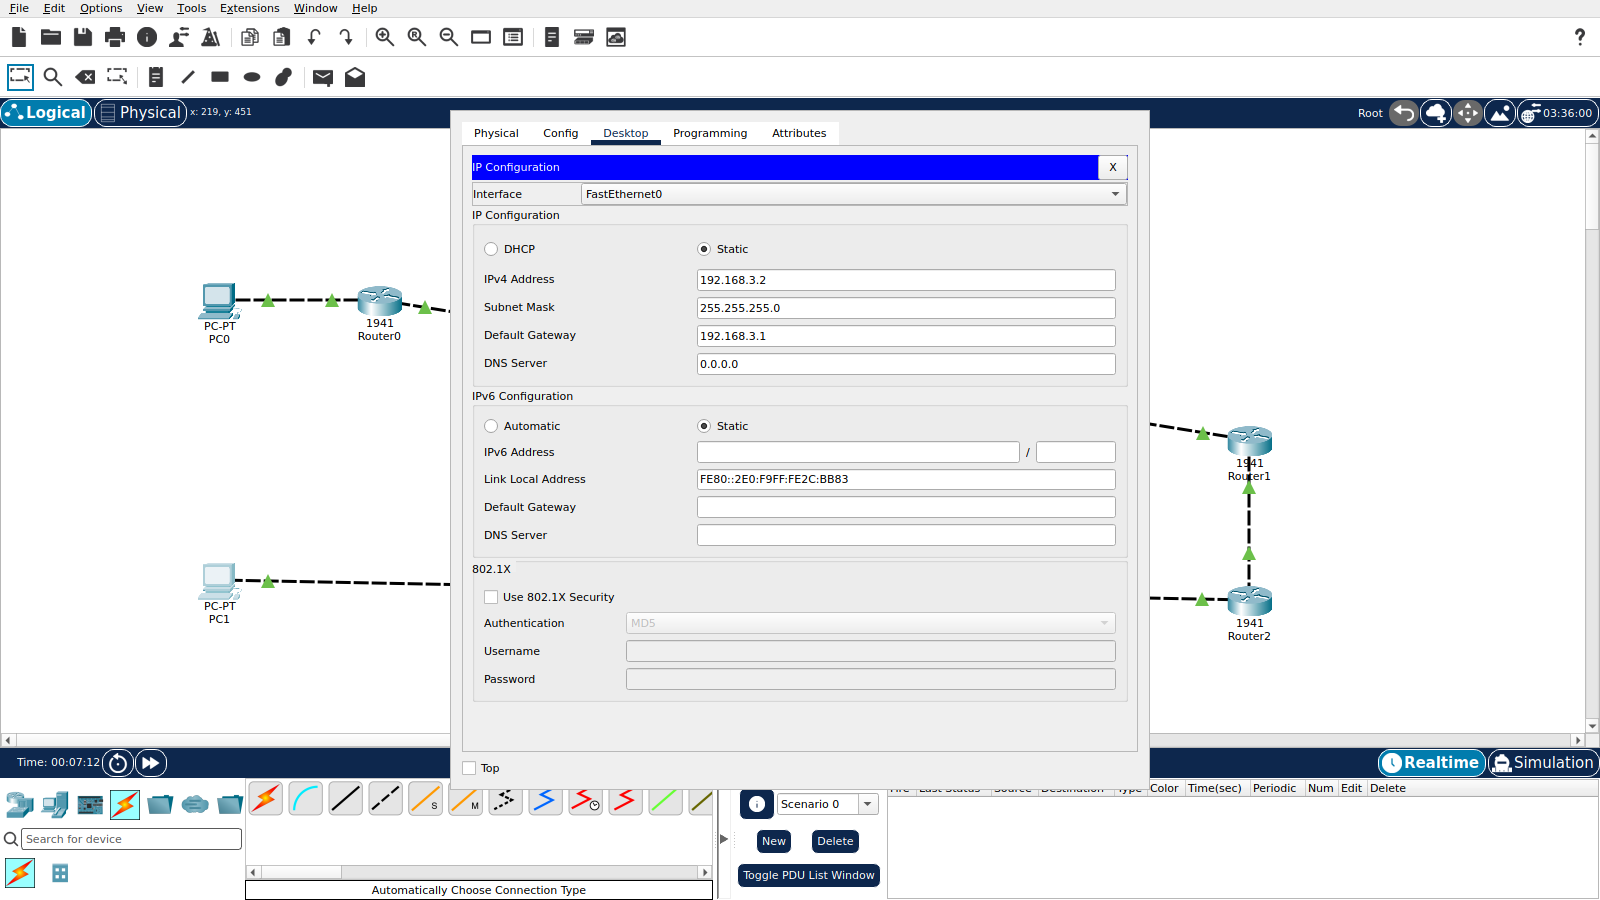 File Edit Options View Tools Extensions Window Help
Logical Physical x: 219, y: 451 Root 03:36:00
Physical Config Desktop Programming Attributes
IP Configuration X
Interface FastEthernet0
IP Configuration
DHCP Static
IPv4 Address 192.168.3.2
Subnet Mask 255.255.255.0
Default Gateway 192.168.3.1
DNS Server 0.0.0.0
IPv6 Configuration
Automatic Static
IPv6 Address /
Link Local Address FE80::2E0:F9FF:FE2C:BB83
Default Gateway
DNS Server
802.1X
Use 802.1X Security
Authentication MD5
Username
Password
Top
PC-PT
PC0
1941
Router0
PC-PT
PC1
1941
Router1
1941
Router2
Time: 00:07:12 Realtime Simulation
Fire Last Status Source Destination Type Color Time(sec) Periodic Num Edit Delete
S M
Scenario 0
Search for device
New Delete
Toggle PDU List Window
Automatically Choose Connection Type